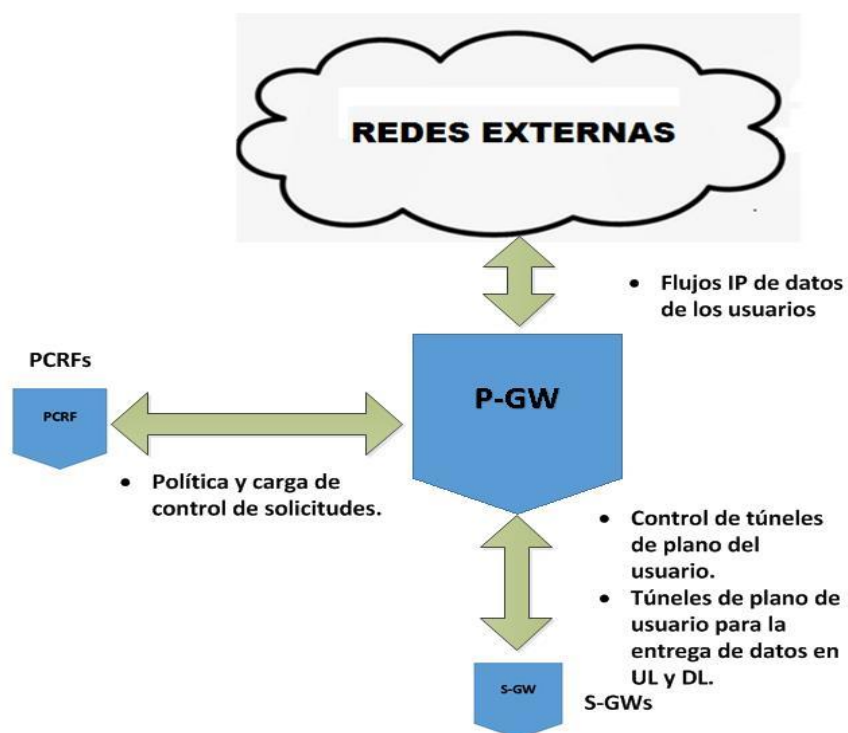 REDES EXTERNAS
• Flujos IP de datos
de los usuarios
PCRFs
PCRF
P-GW
• Política y carga de
control de solicitudes.
• Control de túneles
de plano del
usuario.
• Túneles de plano de
usuario para la
entrega de datos en
UL y DL.
S-GW
S-GWs